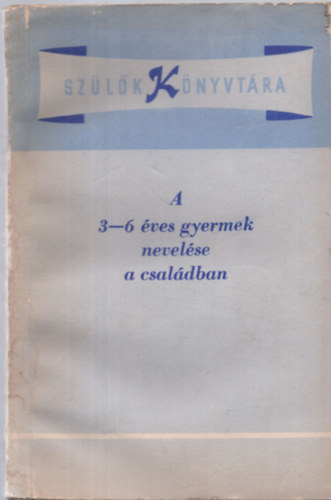 SZÜLŐK KÖNYVTÁRA
A
3—6 éves gyermek
nevelése
a családban